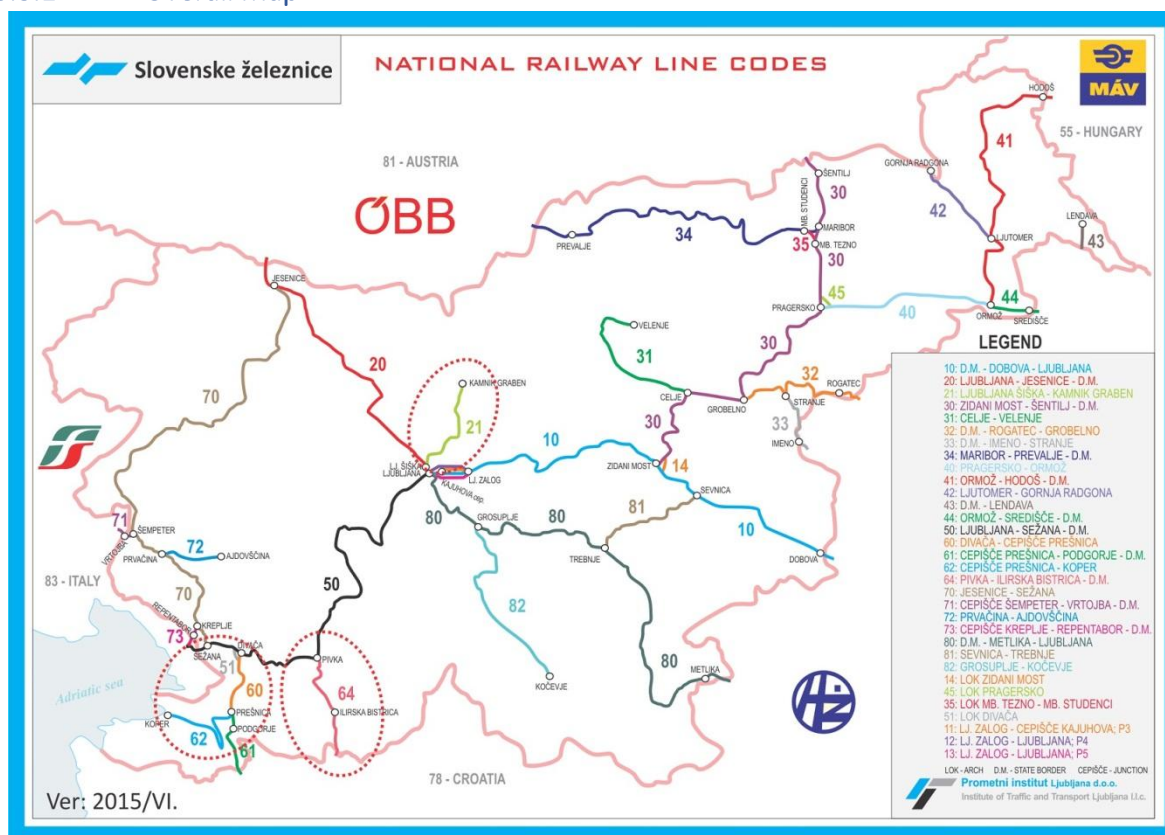 Overall map
Slovenske železnice
NATIONAL RAILWAY LINE CODES
MÁV
HODOŠ
55 - HUNGARY
41
81 - AUSTRIA
GORNJA RADGONA
ÖBB
ŠENTILJ
30
42
LENDAVA
MB. STUDENCI
MARIBOR
34
PREVALJE
35
MB. TEZNO
LJUTOMER
43
30
JESENICE
45
PRAGERSKO
40
44
ORMOŽ
SREDIŠČE
VELENJE
31
30
20
32
ROGATEC
KAMNIK GRABEN
CELJE
GROBELNO
STRANJE
70
21
30
33
IMENO
10
LJ. ŠIŠKA
LJUBLJANA
LJ. ZALOG
KAJUHOVA cep.
ZIDANI MOST
14
SEVNICA
81
71
ŠEMPETER
VRTOJBA
80
GROSUPLJE
80
10
72
PRVAČINA
AJDOVŠČINA
TREBNJE
DOBOVA
83 - ITALY
50
70
82
REPENTABOR
KREPLJE
73
SEŽANA
DIVAČA
51
PIVKA
KOČEVJE
80
METLIKA
60
64
Adriatic sea
KOPER
PREŠNICA
ILIRSKA BISTRICA
PODGORJE
62
61
HŽ
78 - CROATIA
Ver: 2015/VI.
LEGEND
10: D.M. - DOBOVA - LJUBLJANA
20: LJUBLJANA - JESENICE - D.M.
21: LJUBLJANA ŠIŠKA - KAMNIK GRABEN
30: ZIDANI MOST - ŠENTILJ - D.M.
31: CELJE - VELENJE
32: D.M. - ROGATEC - GROBELNO
33: D.M. - IMENO - STRANJE
34: MARIBOR - PREVALJE - D.M.
40: PRAGERSKO - ORMOŽ
41: ORMOŽ - HODOŠ - D.M.
42: LJUTOMER - GORNJA RADGONA
43: D.M. - LENDAVA
44: ORMOŽ - SREDIŠČE - D.M.
50: LJUBLJANA - SEŽANA - D.M.
60: DIVAČA - CEPIŠČE PREŠNICA
61: CEPIŠČE PREŠNICA - PODGORJE - D.M.
62: CEPIŠČE PREŠNICA - KOPER
64: PIVKA - ILIRSKA BISTRICA - D.M.
70: JESENICE - SEŽANA
71: CEPIŠČE ŠEMPETER - VRTOJBA - D.M.
72: PRVAČINA - AJDOVŠČINA
73: CEPIŠČE KREPLJE - REPENTABOR - D.M.
80: D.M. - METLIKA - LJUBLJANA
81: SEVNICA - TREBNJE
82: GROSUPLJE - KOČEVJE
14: LOK ZIDANI MOST
45: LOK PRAGERSKO
35: LOK MB. TEZNO - MB. STUDENCI
51: LOK DIVAČA
11: LJ. ZALOG - CEPIŠČE KAJUHOVA; P3
12: LJ. ZALOG - LJUBLJANA; P4
13: LJ. ZALOG - LJUBLJANA; P5
LOK - ARCH D.M. - STATE BORDER CEPIŠČE - JUNCTION
Prometni institut Ljubljana d.o.o.
Institute of Traffic and Transport Ljubljana l.l.c.